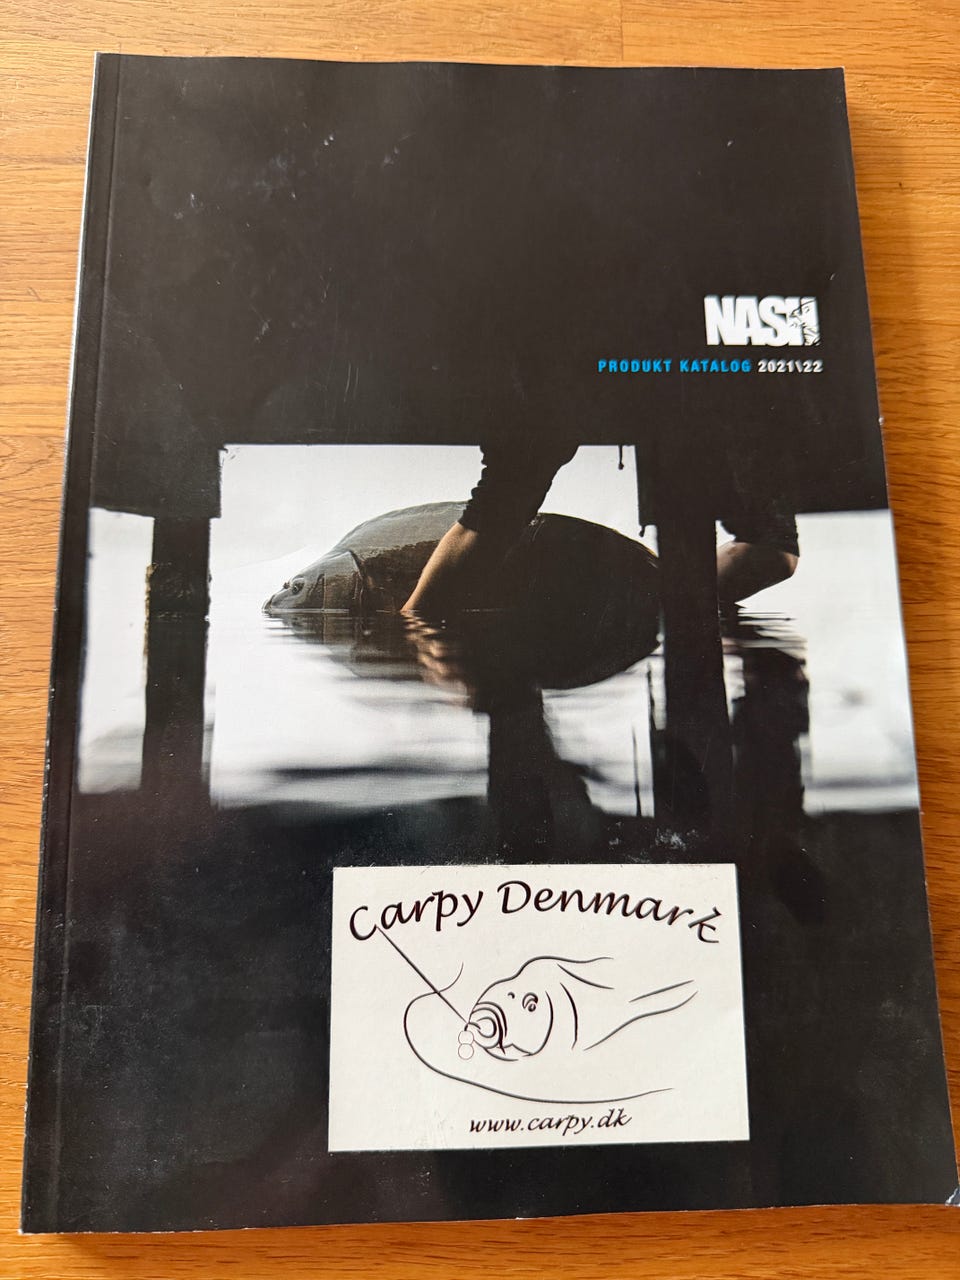 NASH
PRODUKT KATALOG 2021\22
Carpy Denmark
www.carpy.dk